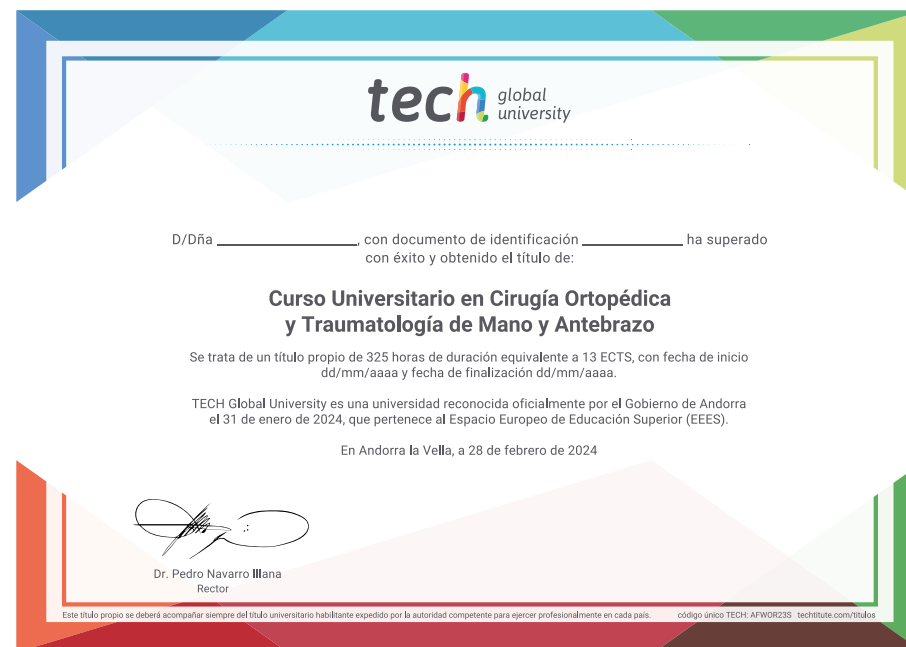 tech global university
D/Dña ____________, con documento de identificación ____________ ha superado
con éxito y obtenido el título de:
Curso Universitario en Cirugía Ortopédica
y Traumatología de Mano y Antebrazo
Se trata de un título propio de 325 horas de duración equivalente a 13 ECTS, con fecha de inicio
dd/mm/aaaa y fecha de finalización dd/mm/aaaa.
TECH Global University es una universidad reconocida oficialmente por el Gobierno de Andorra
el 31 de enero de 2024, que pertenece al Espacio Europeo de Educación Superior (EEES).
En Andorra la Vella, a 28 de febrero de 2024
Dr. Pedro Navarro Illana
Rector
Este título propio se deberá acompañar siempre del título universitario habilitante expedido por la autoridad competente para ejercer profesionalmente en cada país. código único TECH: AFWOR23S techtitute.com/titulos